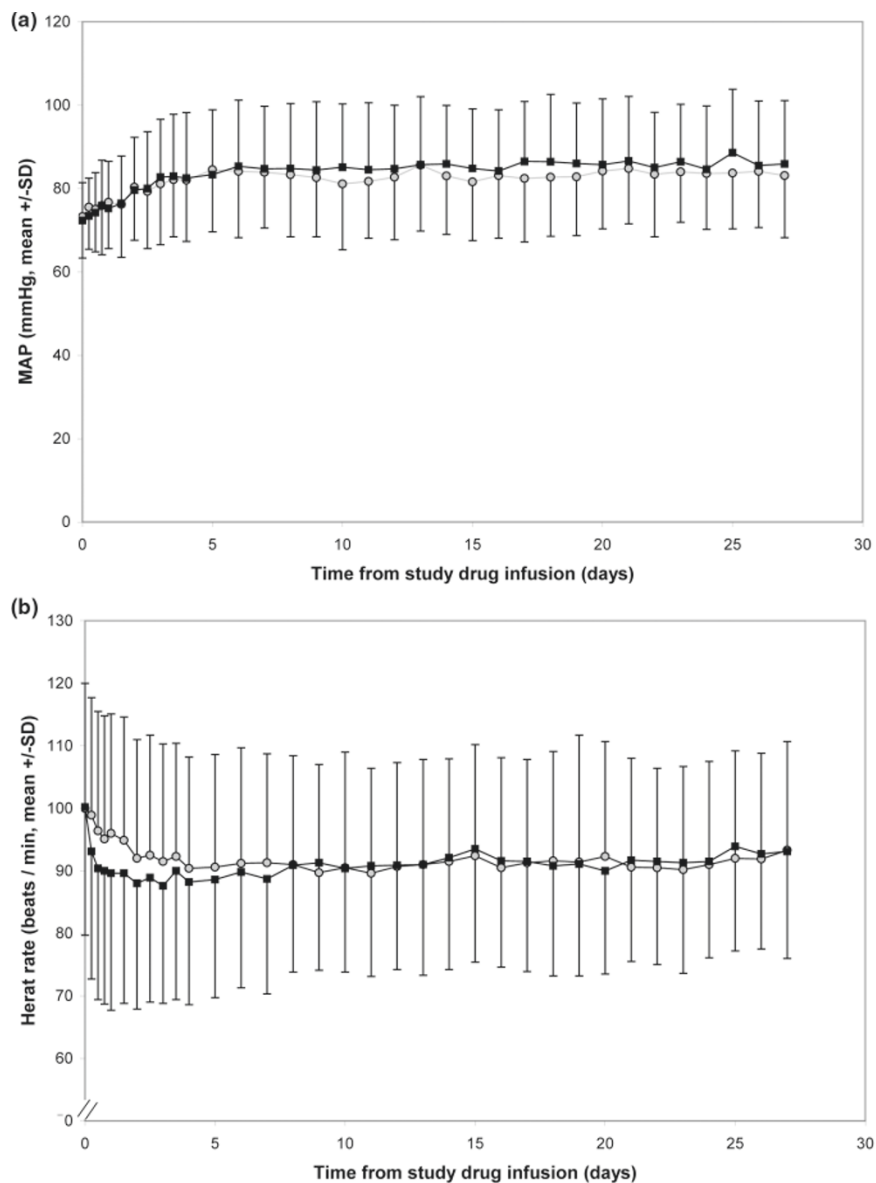 (a)
120
100
80
60
40
20
0
MAP (mmHg, mean +/-SD)
0 5 10 15 20 25 30
Time from study drug infusion (days)
(b)
130
120
110
100
90
80
70
60
0
Herat rate (beats / min, mean +/-SD)
0 5 10 15 20 25 30
Time from study drug infusion (days)